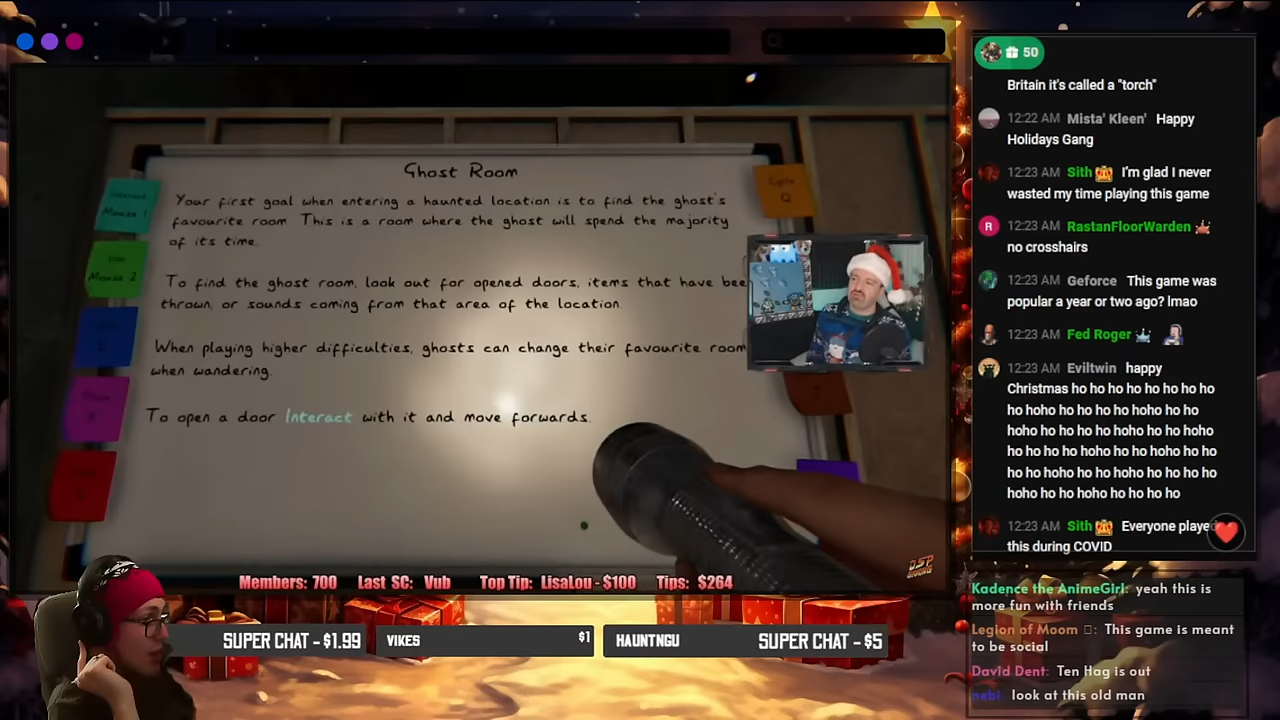 50
Britain it's called a "torch"
12:22 AM Mista' Kleen' Happy
Holidays Gang
12:23 AM Sith I'm glad I never
wasted my time playing this game
R 12:23 AM RastanFloorWarden
no crosshairs
12:23 AM Geforce This game was
popular a year or two ago? lmao
12:23 AM Fed Roger
12:23 AM Eviltwin happy
Christmas ho ho ho ho ho ho ho
ho hoho ho ho ho ho hoho ho ho
hoho ho ho ho hoho ho ho hoho
ho ho ho ho hoho ho ho hoho ho
ho hoho ho ho ho hoho ho ho ho
hoho ho ho hoho ho ho ho ho
12:23 AM Sith Everyone playe
this during COVID
Ghost Room
Your first goal when entering a haunted location is to find the ghost's
favourite room. This is a room where the ghost will spend the majority
of its time.
To find the ghost room, look out for opened doors, items that have bee
thrown, or sounds coming from that area of the location.
When playing higher difficulties, ghosts can change their favourite room
when wandering.
To open a door Interact with it and move forwards.
Interact
Mouse 1
Mouse 2
Q
DSP
GAMING
Members: 700 Last SC: Vub Top Tip: LisaLou - $100 Tips: $264
SUPER CHAT - $1.99 VIKES $1 HAUNTNGU SUPER CHAT - $5
Kadence the AnimeGirl: yeah this is
more fun with friends
Legion of Moom : This game is meant
to be social
David Dent: Ten Hag is out
nebl look at this old man